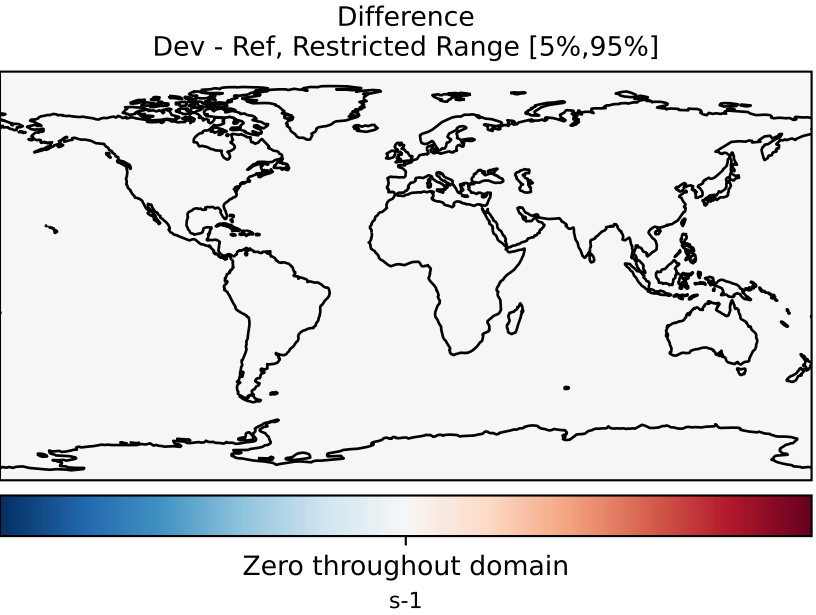 Difference
Dev - Ref, Restricted Range [5%,95%]
Zero throughout domain
s-1